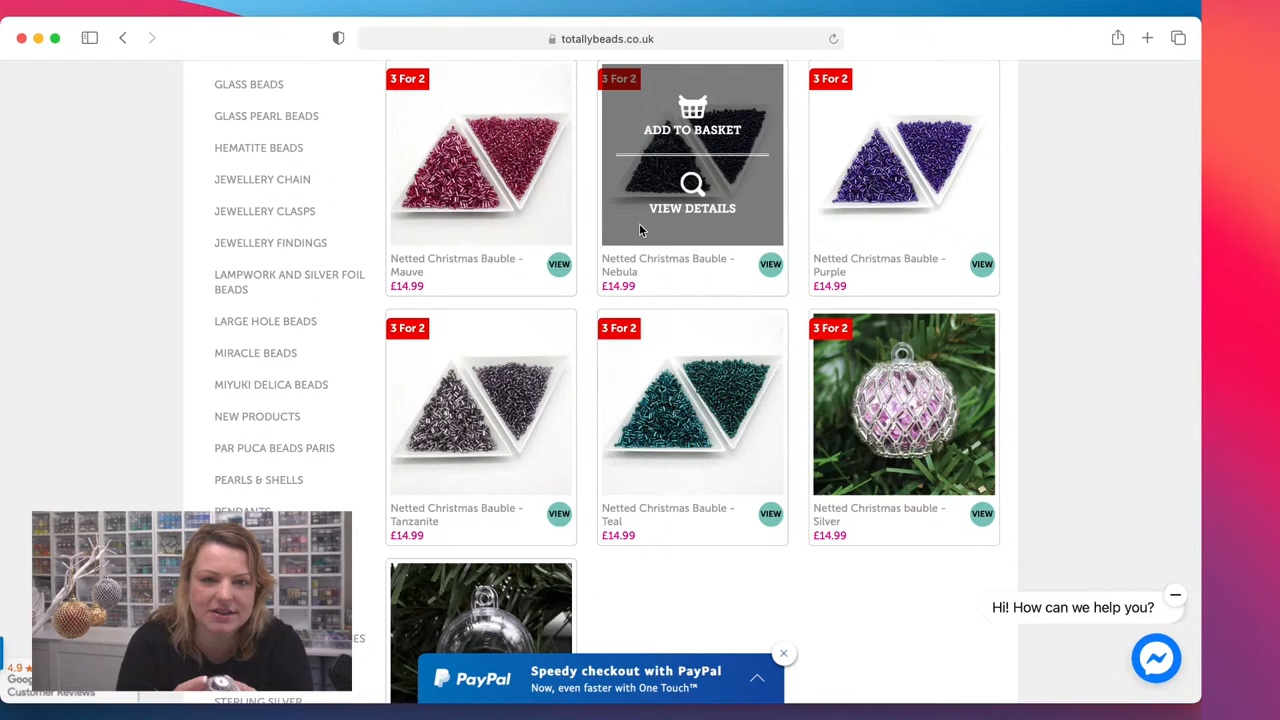 totallybeads.co.uk
GLASS BEADS
GLASS PEARL BEADS
HEMATITE BEADS
JEWELLERY CHAIN
JEWELLERY CLASPS
JEWELLERY FINDINGS
LAMPWORK AND SILVER FOIL
BEADS
LARGE HOLE BEADS
MIRACLE BEADS
MIYUKI DELICA BEADS
NEW PRODUCTS
PAR PUCA BEADS PARIS
PEARLS & SHELLS
PENDANTS
STERLING SILVER
3 For 2
3 For 2
3 For 2
ADD TO BASKET
VIEW DETAILS
Netted Christmas Bauble -
Mauve
£14.99
VIEW
Netted Christmas Bauble -
Nebula
£14.99
VIEW
Netted Christmas Bauble -
Purple
£14.99
VIEW
3 For 2
3 For 2
3 For 2
Netted Christmas Bauble -
Tanzanite
£14.99
VIEW
Netted Christmas Bauble -
Teal
£14.99
VIEW
Netted Christmas bauble -
Silver
£14.99
VIEW
4.9
Customer Reviews
PayPal
Speedy checkout with PayPal
Now, even faster with One Touch™
Hi! How can we help you?